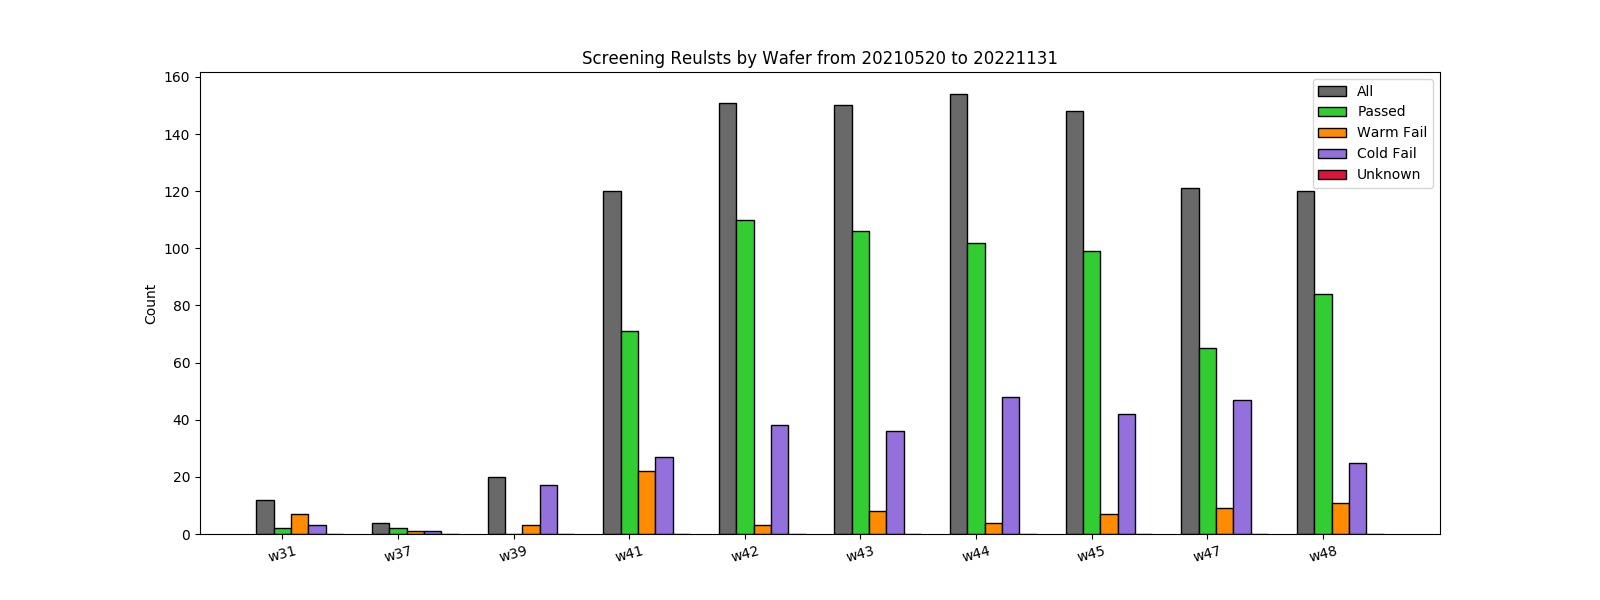 Screening Reulsts by Wafer from 20210520 to 20221131
160
140
120
100
80
60
40
20
0
Count
All
Passed
Warm Fail
Cold Fail
Unknown
w31 w37 w39 w41 w42 w43 w44 w45 w47 w48